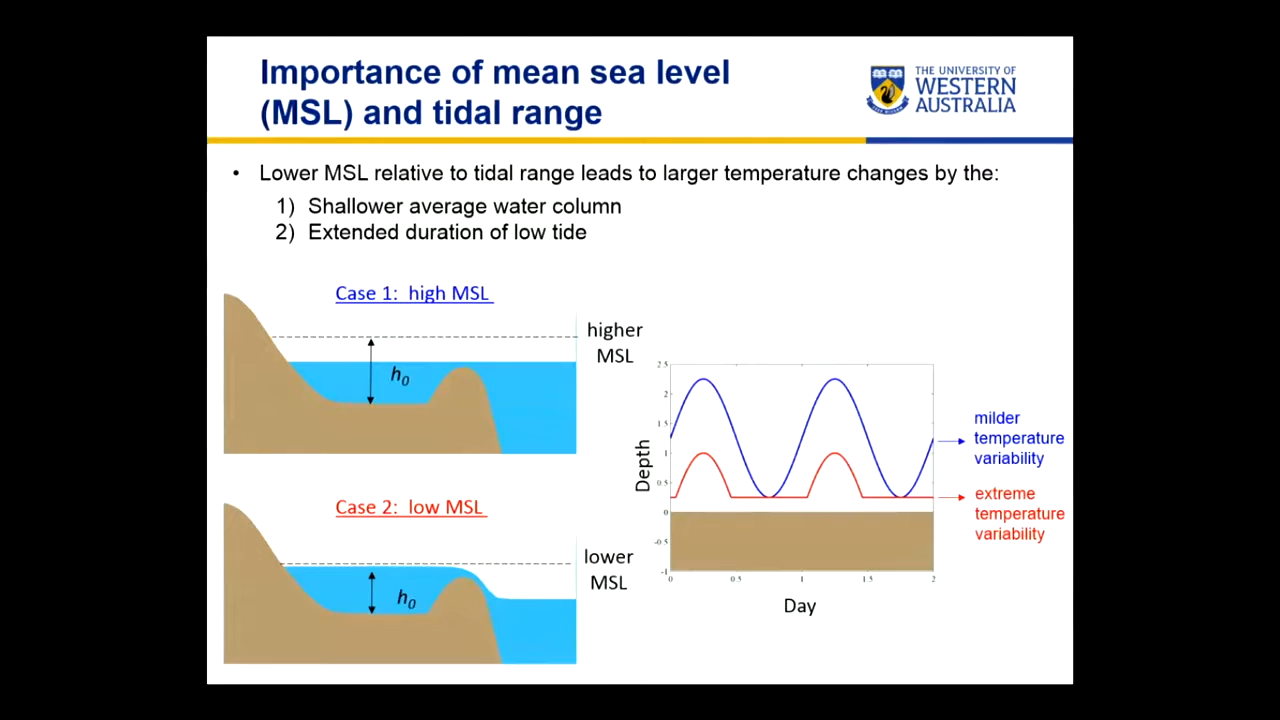 Importance of mean sea level
(MSL) and tidal range
THE UNIVERSITY OF
WESTERN
AUSTRALIA
• Lower MSL relative to tidal range leads to larger temperature changes by the:
1) Shallower average water column
2) Extended duration of low tide
Case 1: high MSL
higher
MSL
h0
Case 2: low MSL
lower
MSL
h0
Depth
2.5
2
1.5
1
0.5
0
-0.5
-1
0
0.5
1
1.5
2
Day
milder
temperature
variability
extreme
temperature
variability